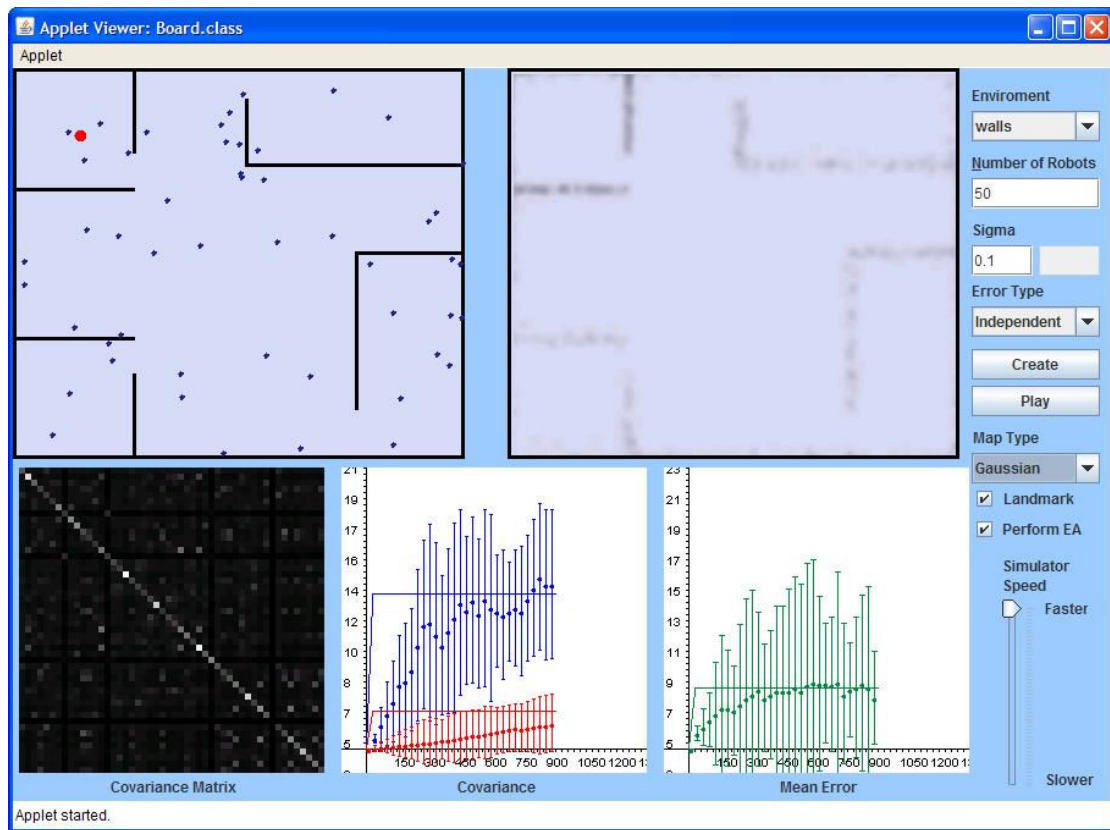 Applet Viewer: Board.class
Applet
Enviroment
walls
Number of Robots
50
Sigma
0.1
Error Type
Independent
Create
Play
Map Type
Gaussian
Landmark
Perform EA
Simulator
Speed
Faster
Slower
21
19
17
16
14
12
10
8
7
5
150 300 450 600 750 900 1050 1200
23
21
19
17
15
13
11
9
7
5
150 300 450 600 750 900 1050 1200
Covariance Matrix
Covariance
Mean Error
Applet started.